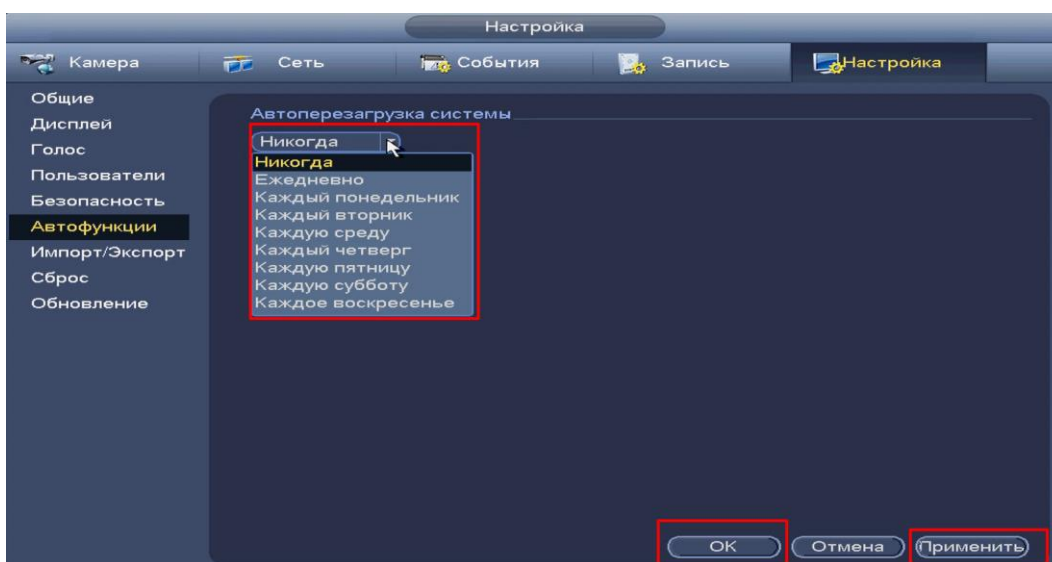 Настройка
Камера Сеть События Запись Настройка
Общие
Дисплей
Голос
Пользователи
Безопасность
Автофункции
Импорт/Экспорт
Сброс
Обновление
Автоперезагрузка системы
Никогда
Никогда
Ежедневно
Каждый понедельник
Каждый вторник
Каждую среду
Каждый четверг
Каждую пятницу
Каждую субботу
Каждое воскресенье
ОК Отмена Применить